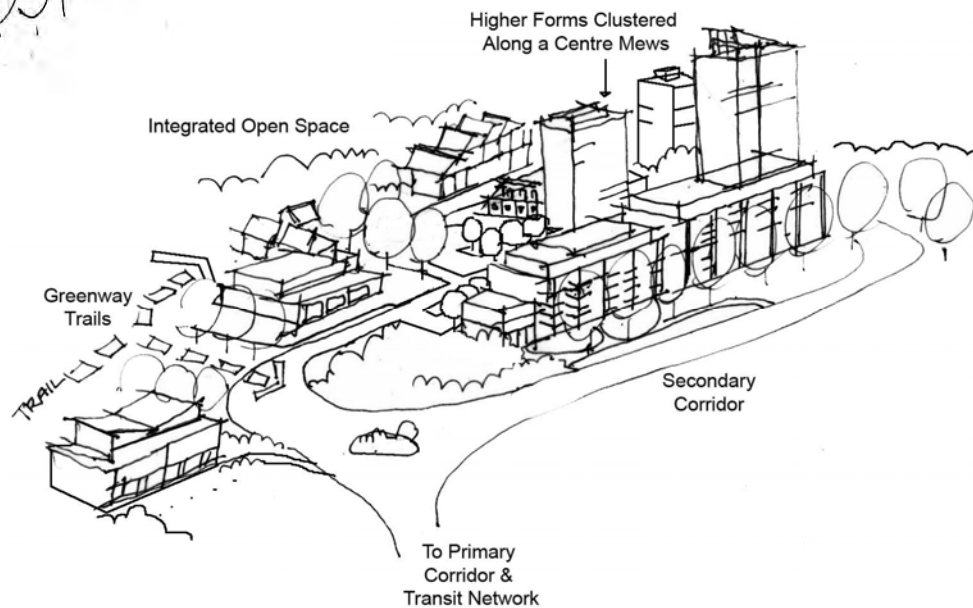 Higher Forms Clustered
Along a Centre Mews
Integrated Open Space
Greenway
Trails
TRAIL
Secondary
Corridor
To Primary
Corridor &
Transit Network